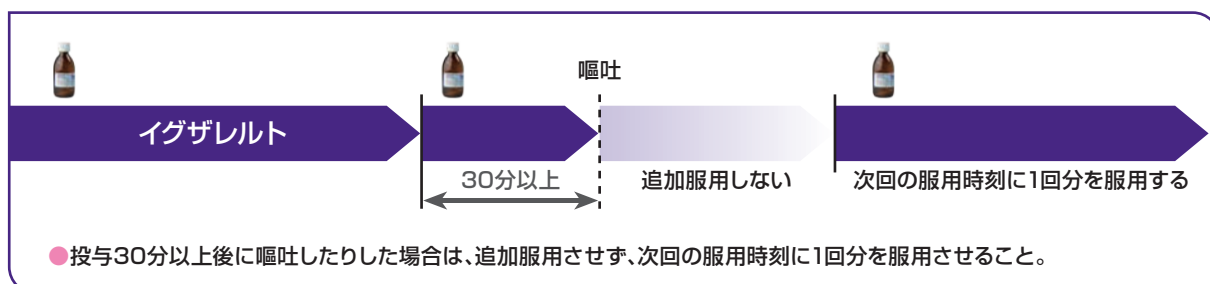 嘔吐
イグザレルト
30分以上
追加服用しない
次回の服用時刻に1回分を服用する
●投与30分以上後に嘔吐したりした場合は、追加服用させず、次回の服用時刻に1回分を服用させること。